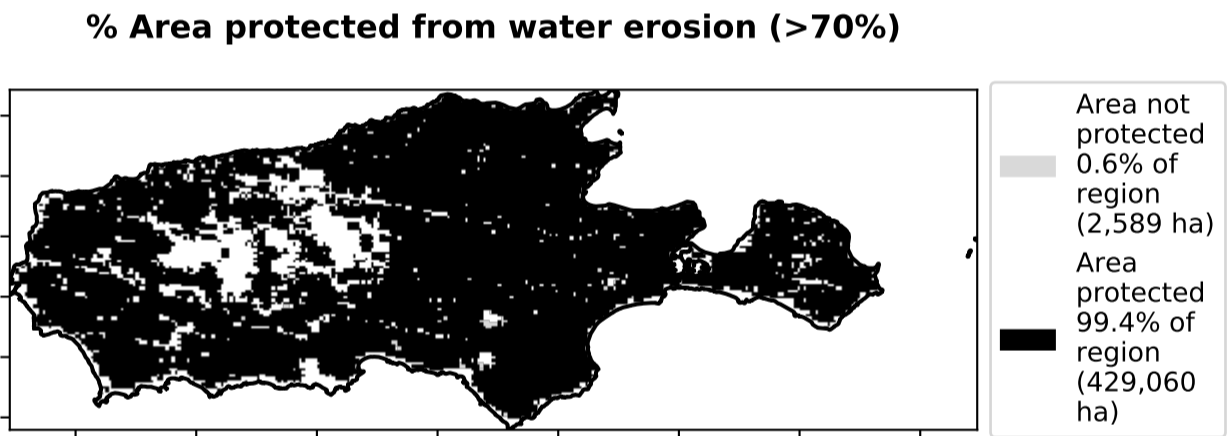 % Area protected from water erosion (>70%)
Area not
protected
0.6% of
region
(2,589 ha)
Area
protected
99.4% of
region
(429,060
ha)